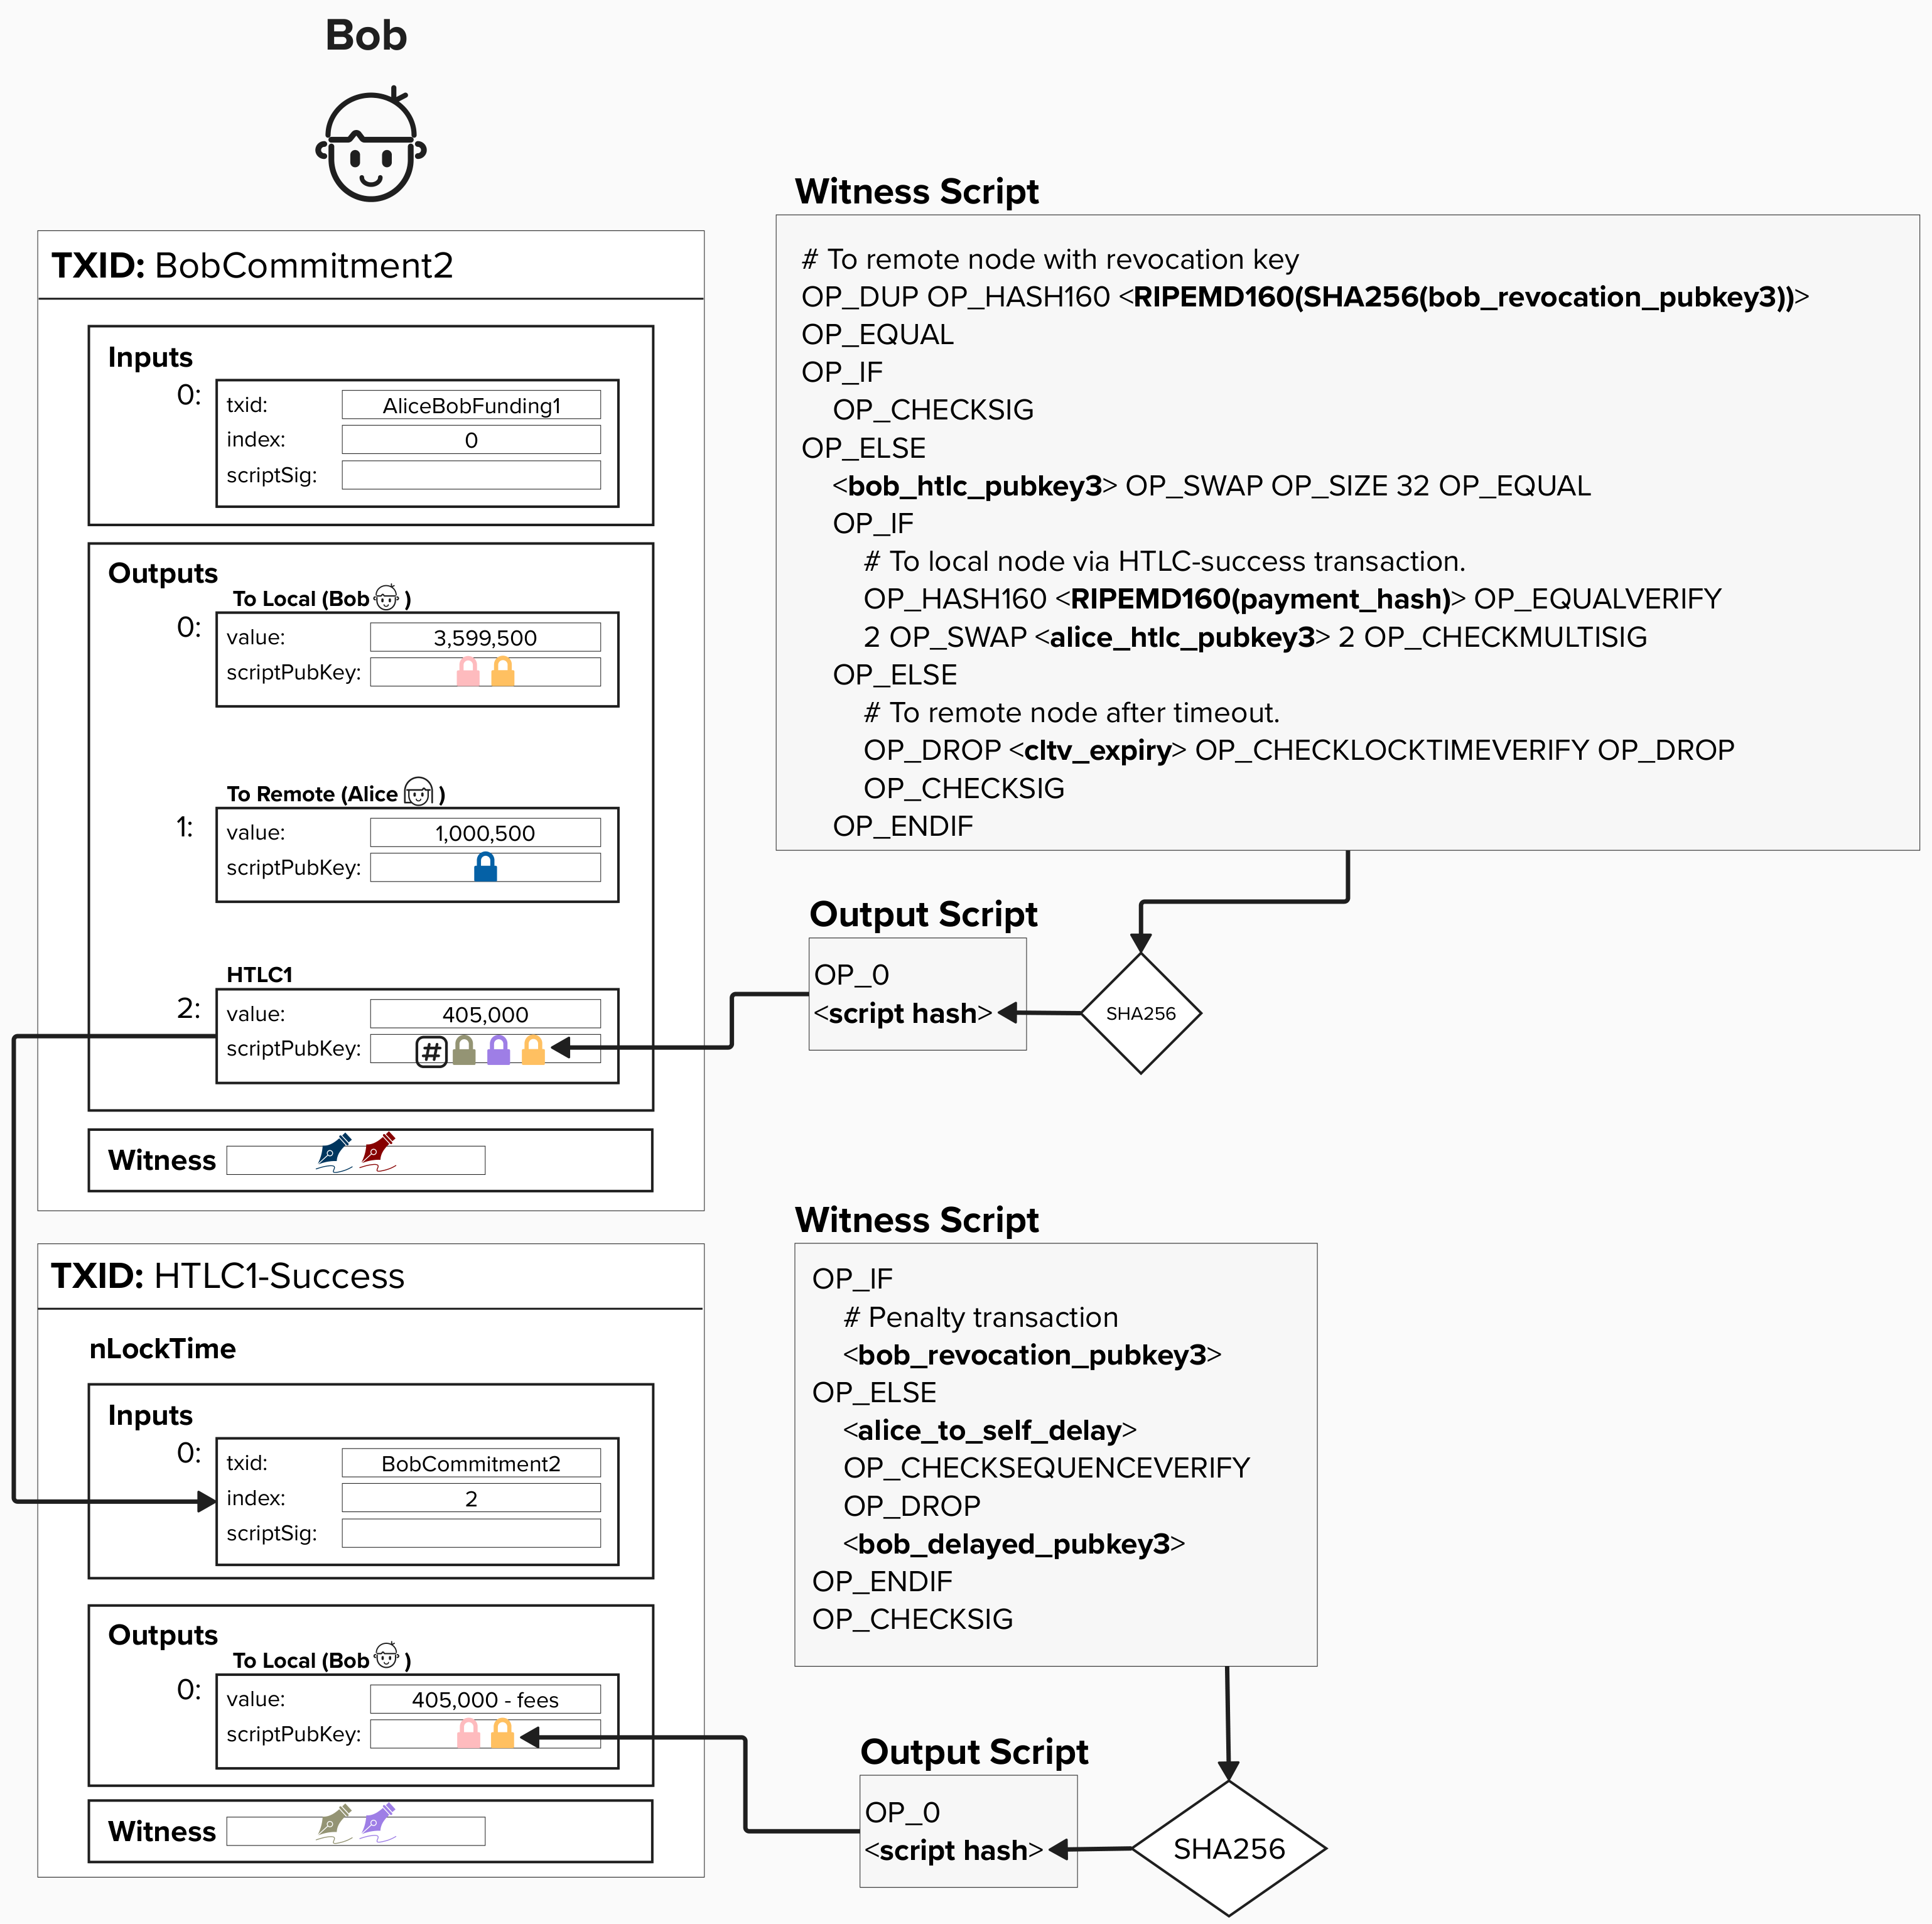 Bob
TXID: BobCommitment2
Inputs
0:
txid: AliceBobFunding1
index: 0
scriptSig:
Outputs
To Local (Bob )
0:
value: 3,599,500
scriptPubKey:
To Remote (Alice )
1:
value: 1,000,500
scriptPubKey:
HTLC1
2:
value: 405,000
scriptPubKey: #
Witness
TXID: HTLC1-Success
nLockTime
Inputs
0:
txid: BobCommitment2
index: 2
scriptSig:
Outputs
To Local (Bob )
0:
value: 405,000 - fees
scriptPubKey:
Witness
Witness Script
# To remote node with revocation key
OP_DUP OP_HASH160 <RIPEMD160(SHA256(bob_revocation_pubkey3))>
OP_EQUAL
OP_IF
OP_CHECKSIG
OP_ELSE
<bob_htlc_pubkey3> OP_SWAP OP_SIZE 32 OP_EQUAL
OP_IF
# To local node via HTLC-success transaction.
OP_HASH160 <RIPEMD160(payment_hash)> OP_EQUALVERIFY
2 OP_SWAP <alice_htlc_pubkey3> 2 OP_CHECKMULTISIG
OP_ELSE
# To remote node after timeout.
OP_DROP <cltv_expiry> OP_CHECKLOCKTIMEVERIFY OP_DROP
OP_CHECKSIG
OP_ENDIF
Output Script
OP_0
<script hash>
SHA256
Witness Script
OP_IF
# Penalty transaction
<bob_revocation_pubkey3>
OP_ELSE
<alice_to_self_delay>
OP_CHECKSEQUENCEVERIFY
OP_DROP
<bob_delayed_pubkey3>
OP_ENDIF
OP_CHECKSIG
Output Script
OP_0
<script hash>
SHA256